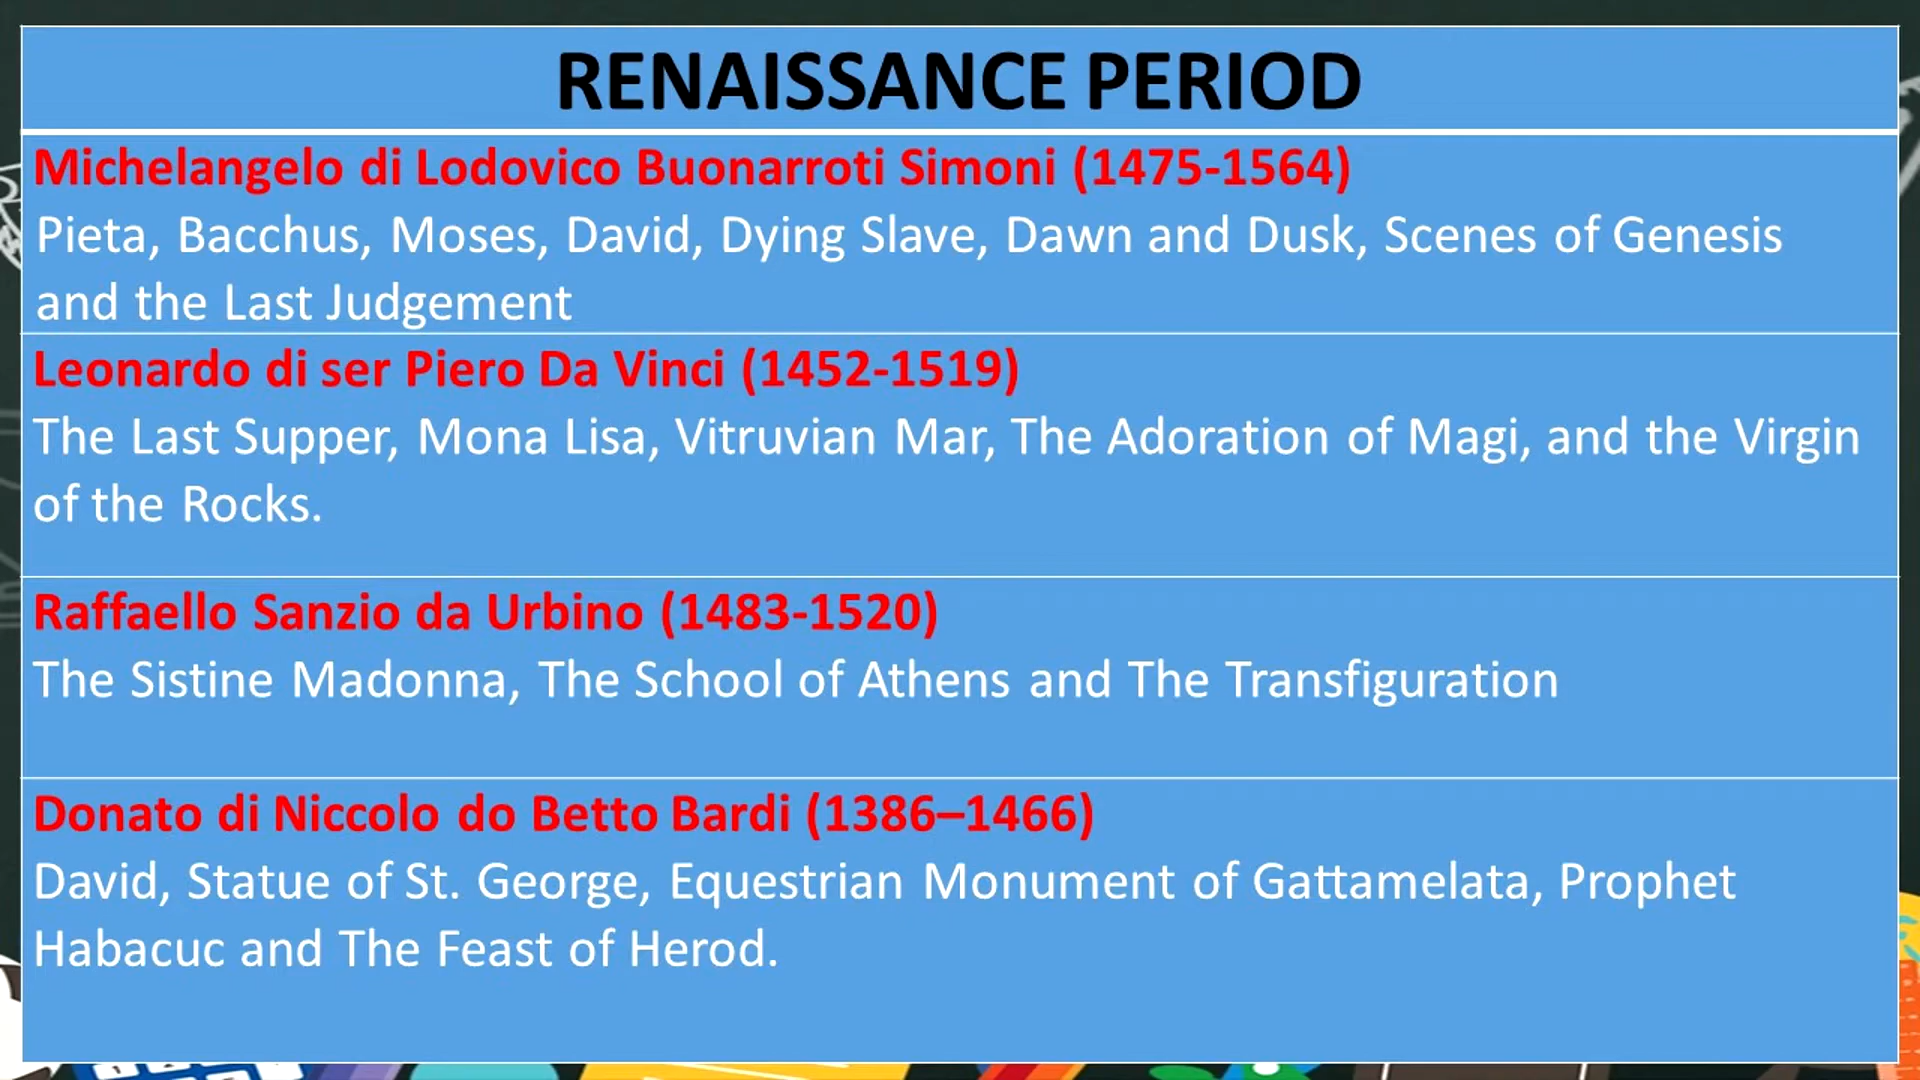 RENAISSANCE PERIOD
Michelangelo di Lodovico Buonarroti Simoni (1475-1564)
Pieta, Bacchus, Moses, David, Dying Slave, Dawn and Dusk, Scenes of Genesis
and the Last Judgement
Leonardo di ser Piero Da Vinci (1452-1519)
The Last Supper, Mona Lisa, Vitruvian Mar, The Adoration of Magi, and the Virgin
of the Rocks.
Raffaello Sanzio da Urbino (1483-1520)
The Sistine Madonna, The School of Athens and The Transfiguration
Donato di Niccolo do Betto Bardi (1386–1466)
David, Statue of St. George, Equestrian Monument of Gattamelata, Prophet
Habacuc and The Feast of Herod.